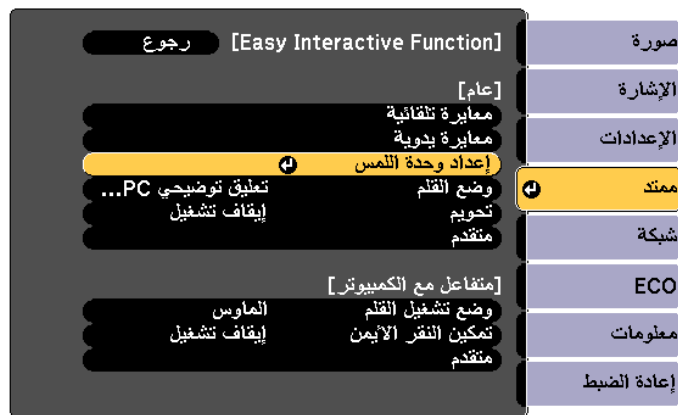 [Easy Interactive Function] رجوع
[عام]
معايرة تلقائية
معايرة يدوية
إعداد وحدة اللمس
وضع القلم تعليق توضيحي PC...
تحويم إيقاف تشغيل
متقدم
[متفاعل مع الكمبيوتر]
وضع تشغيل القلم الماوس
تمكين النقر الأيمن إيقاف تشغيل
متقدم
صورة
الإشارة
الإعدادات
ممتد
شبكة
ECO
معلومات
إعادة الضبط